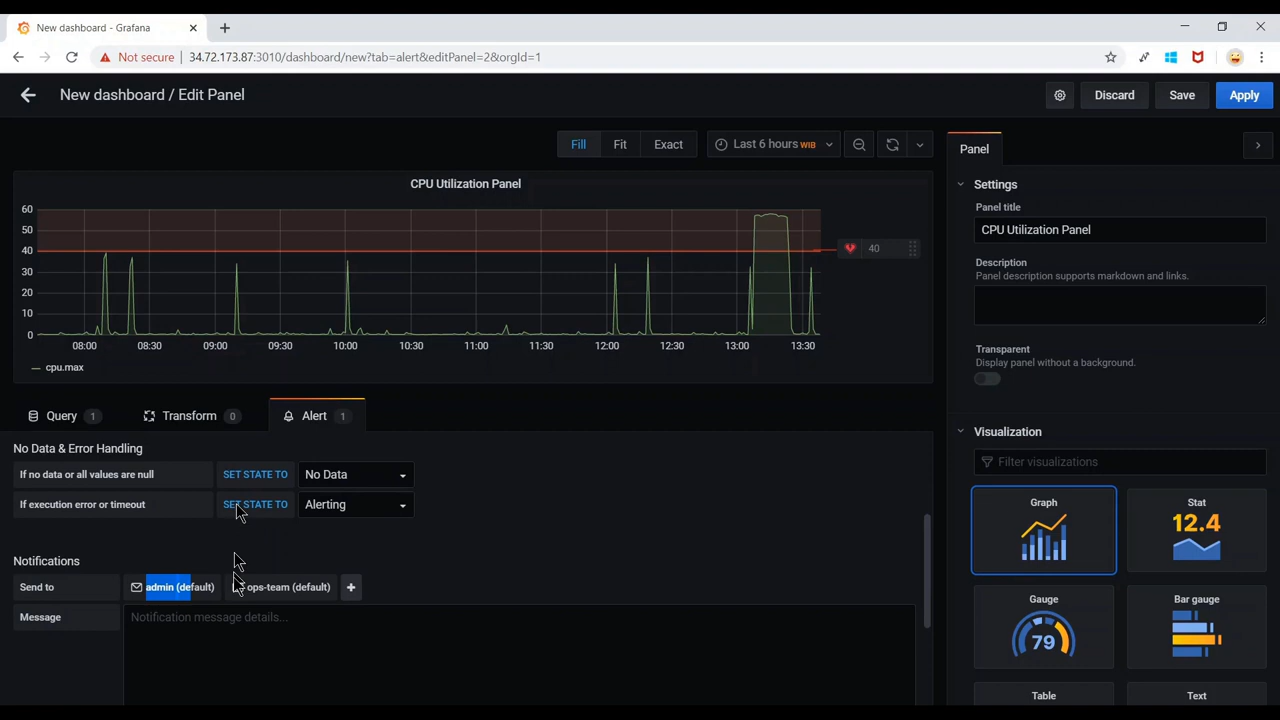 New dashboard - Grafana
Not secure 34.72.173.87:3010/dashboard/new?tab=alert&editPanel=2&orgId=1
New dashboard / Edit Panel
Discard Save Apply
Fill Fit Exact Last 6 hours WIB
Panel
CPU Utilization Panel
60
50
40
30
20
10
0
40
08:00 08:30 09:00 09:30 10:00 10:30 11:00 11:30 12:00 12:30 13:00 13:30
cpu.max
Settings
Panel title
CPU Utilization Panel
Description
Panel description supports markdown and links.
Transparent
Display panel without a background.
Query 1 Transform 0 Alert 1
No Data & Error Handling
If no data or all values are null SET STATE TO No Data
If execution error or timeout SET STATE TO Alerting
Notifications
Send to admin (default) ops-team (default)
Message Notification message details...
Visualization
Filter visualizations
Graph Stat
12.4
Gauge Bar gauge
79
Table Text